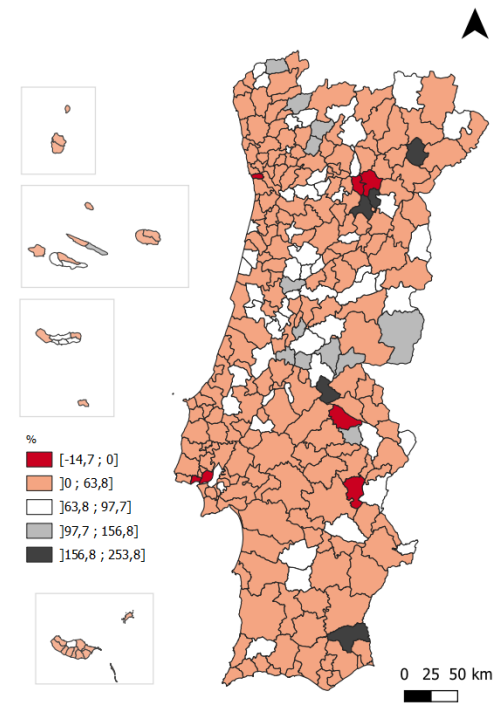 %
[-14,7 ; 0]
]0 ; 63,8]
]63,8 ; 97,7]
]97,7 ; 156,8]
]156,8 ; 253,8]
0 25 50 km